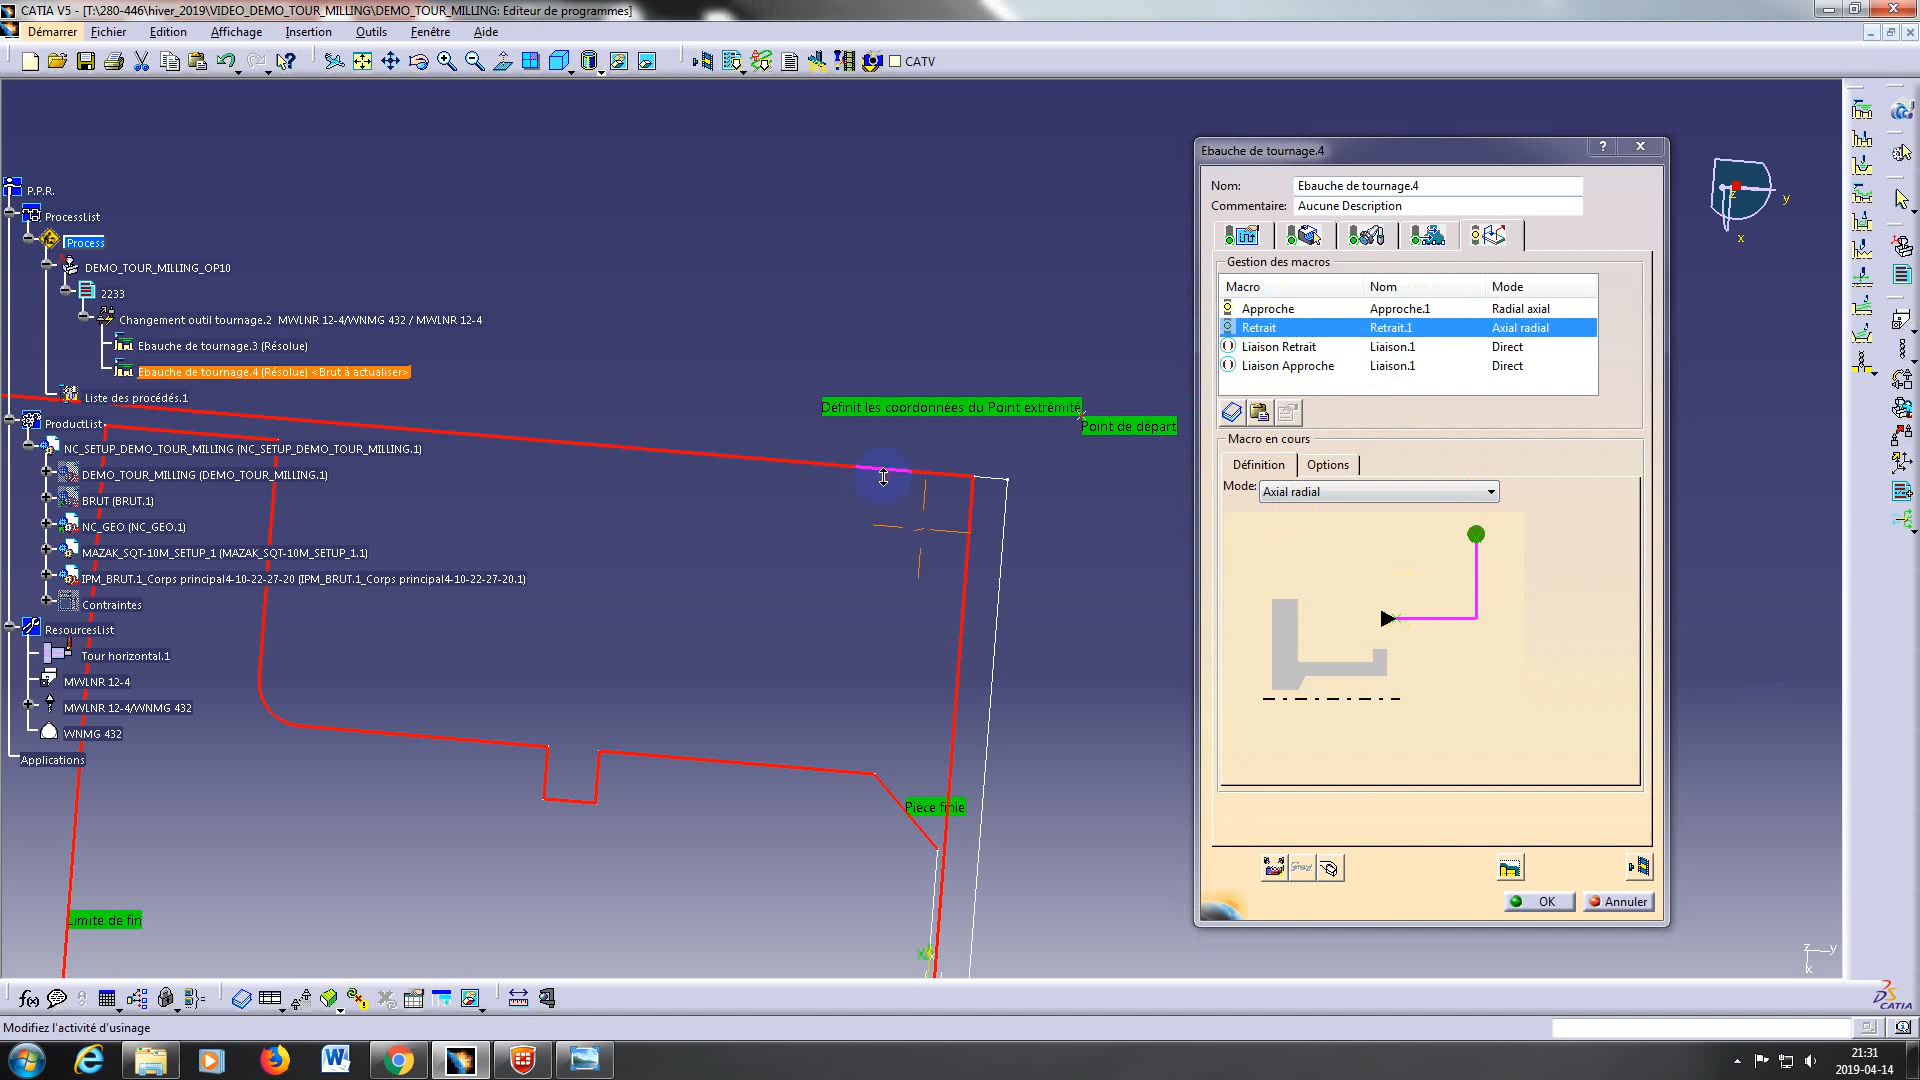 CATIA V5 - [T:\280-446\hiver_2019\VIDEO_DEMO_TOUR_MILLING\DEMO_TOUR_MILLING: Editeur de programmes]
Démarrer Fichier Edition Affichage Insertion Outils Fenêtre Aide
CATV
P.P.R.
ProcessList
Process
DEMO_TOUR_MILLING_OP10
2233
Changement outil tournage.2 MWLNR 12-4/WNMG 432 / MWLNR 12-4
Ebauche de tournage.3 (Résolue)
Ebauche de tournage.4 (Résolue) <Brut à actualiser>
Liste des procédés.1
ProductList
NC_SETUP_DEMO_TOUR_MILLING (NC_SETUP_DEMO_TOUR_MILLING.1)
DEMO_TOUR_MILLING (DEMO_TOUR_MILLING.1)
BRUT (BRUT.1)
NC_GEO (NC_GEO.1)
MAZAK_SQT-10M_SETUP_1 (MAZAK_SQT-10M_SETUP_1.1)
IPM_BRUT.1_Corps principal4-10-22-27-20 (IPM_BRUT.1_Corps principal4-10-22-27-20.1)
Contraintes
ResourcesList
Tour horizontal.1
MWLNR 12-4
MWLNR 12-4/WNMG 432
WNMG 432
Applications
Définit les coordonnées du Point extrémité
Point de départ
Pièce finie
Limite de fin
Ebauche de tournage.4
Nom: Ebauche de tournage.4
Commentaire: Aucune Description
Gestion des macros
Macro Nom Mode
Approche Approche.1 Radial axial
Retrait Retrait.1 Axial radial
Liaison Retrait Liaison.1 Direct
Liaison Approche Liaison.1 Direct
Macro en cours
Définition Options
Mode: Axial radial
OK Annuler
y
z
x
z y
x
f(x)
CATIA
Modifiez l'activité d'usinage
21:31
2019-04-14